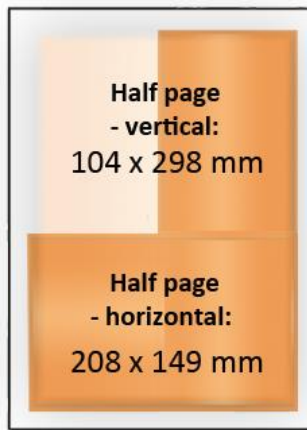 Half page
- vertical:
104 x 298 mm
Half page
- horizontal:
208 x 149 mm